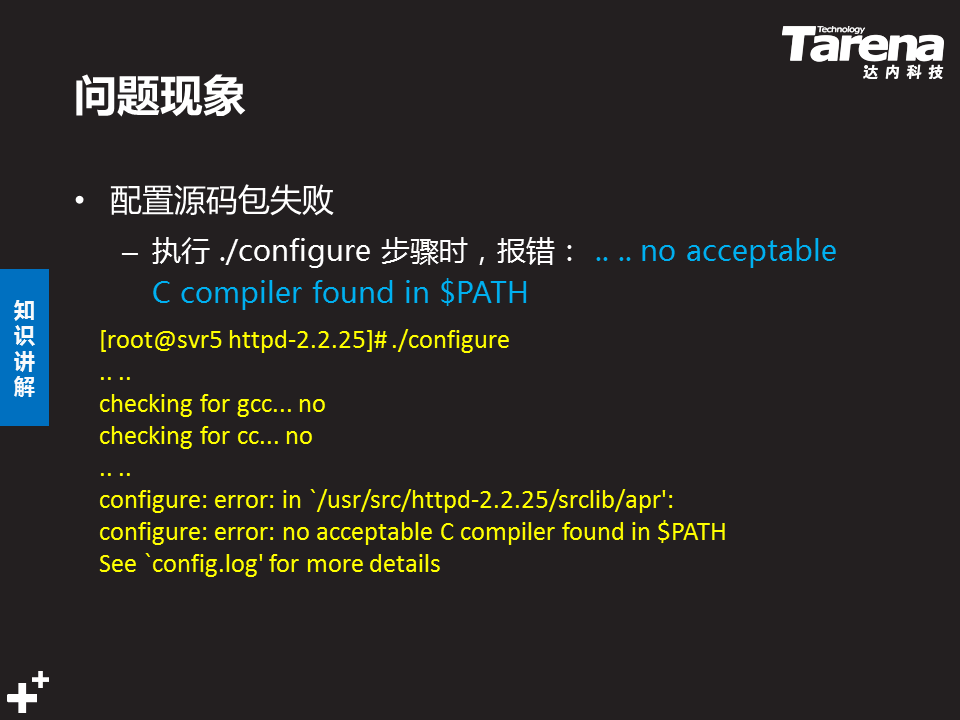 Technology
Tarena
达内科技
问题现象
• 配置源码包失败
– 执行 ./configure 步骤时，报错： .. .. no acceptable
C compiler found in $PATH
知识讲解
[root@svr5 httpd-2.2.25]# ./configure
.. ..
checking for gcc... no
checking for cc... no
.. ..
configure: error: in `/usr/src/httpd-2.2.25/srclib/apr':
configure: error: no acceptable C compiler found in $PATH
See `config.log' for more details